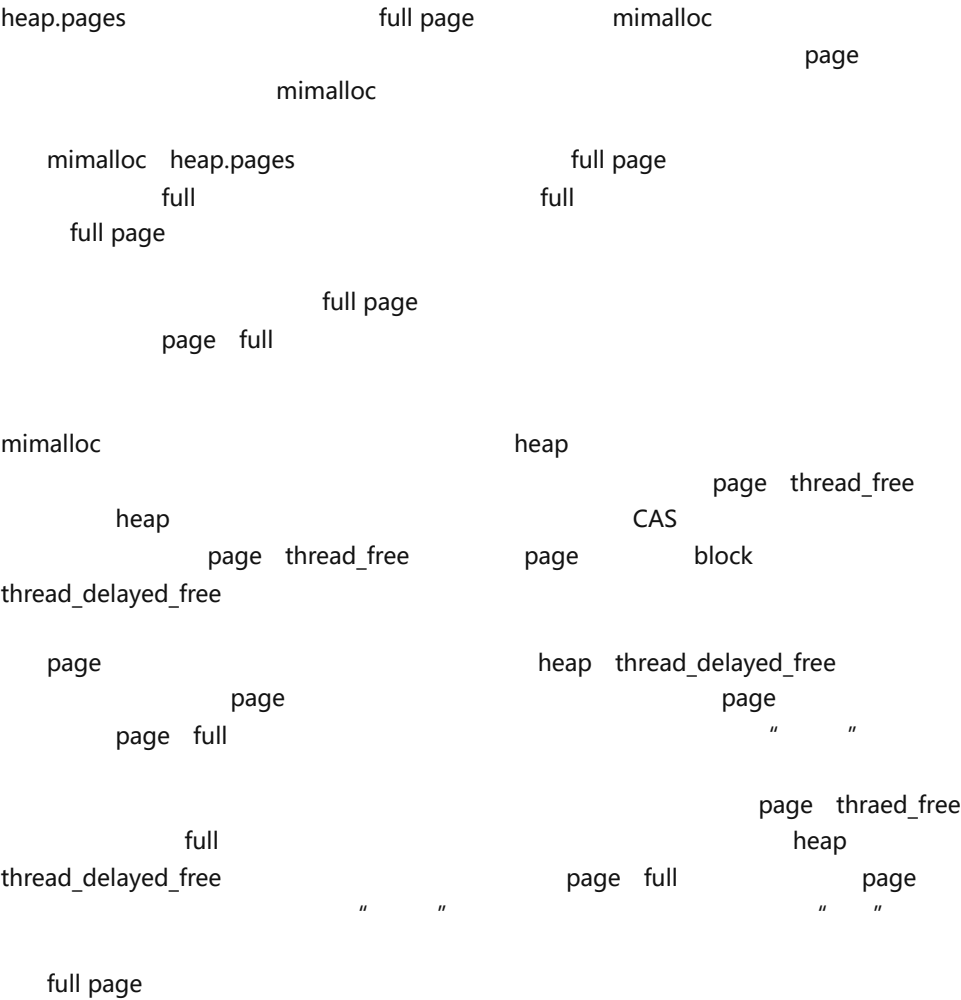 heap.pages full page mimalloc
page
mimalloc
mimalloc heap.pages full page
full full
full page
full page
page full
mimalloc heap
page thread_free
heap CAS
page thread_free page block
thread_delayed_free
page heap thread_delayed_free
page page
page full “ ”
page thraed_free
full heap
thread_delayed_free page full page
“ ” “ ”
full page